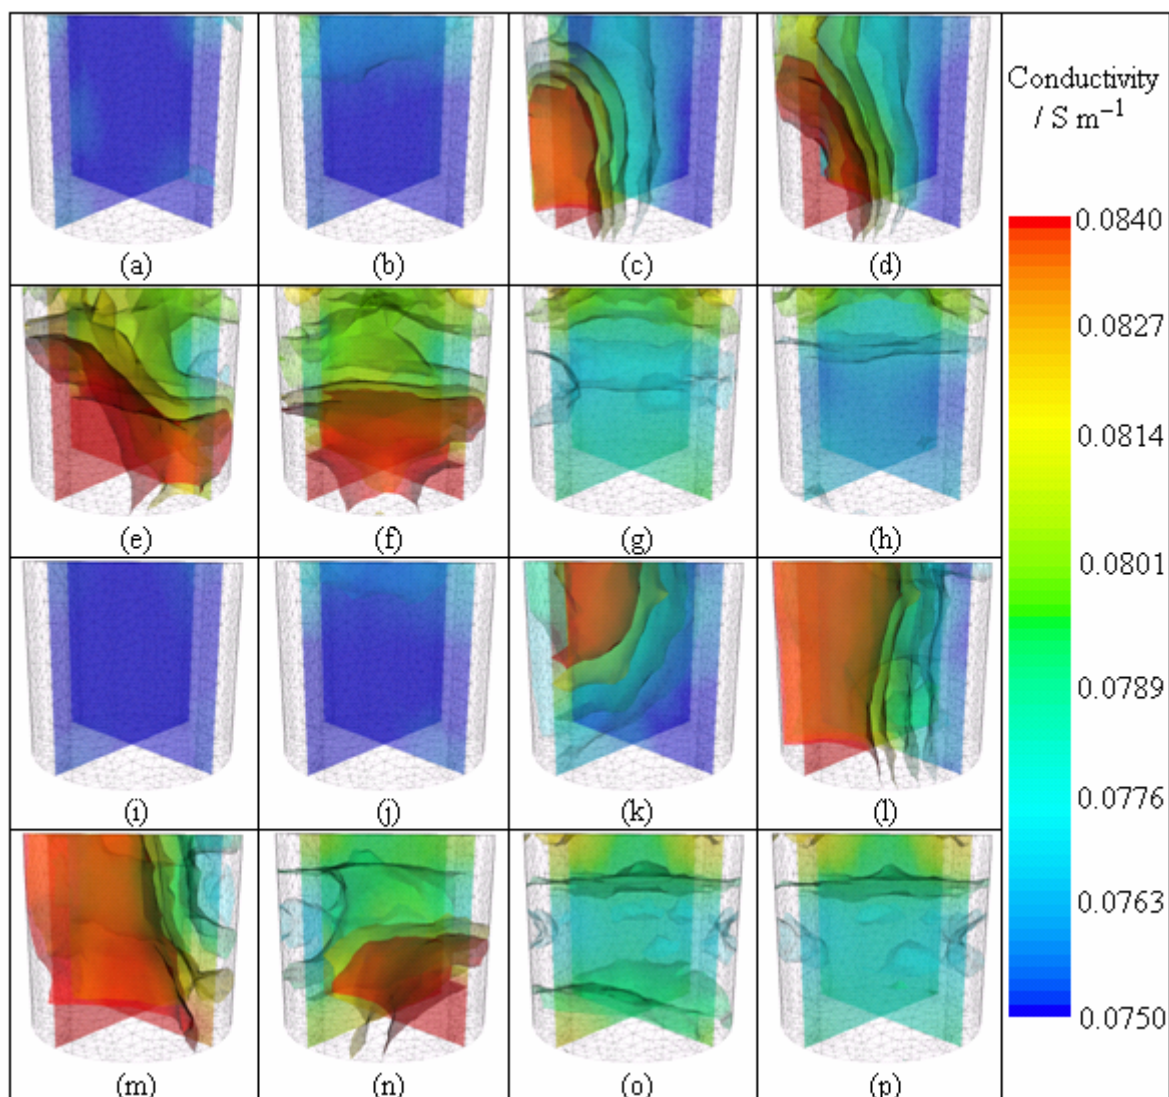 Conductivity
/ S m⁻¹
(a)
(b)
(c)
(d)
(e)
(f)
(g)
(h)
(i)
(j)
(k)
(l)
(m)
(n)
(o)
(p)
0.0840
0.0827
0.0814
0.0801
0.0789
0.0776
0.0763
0.0750